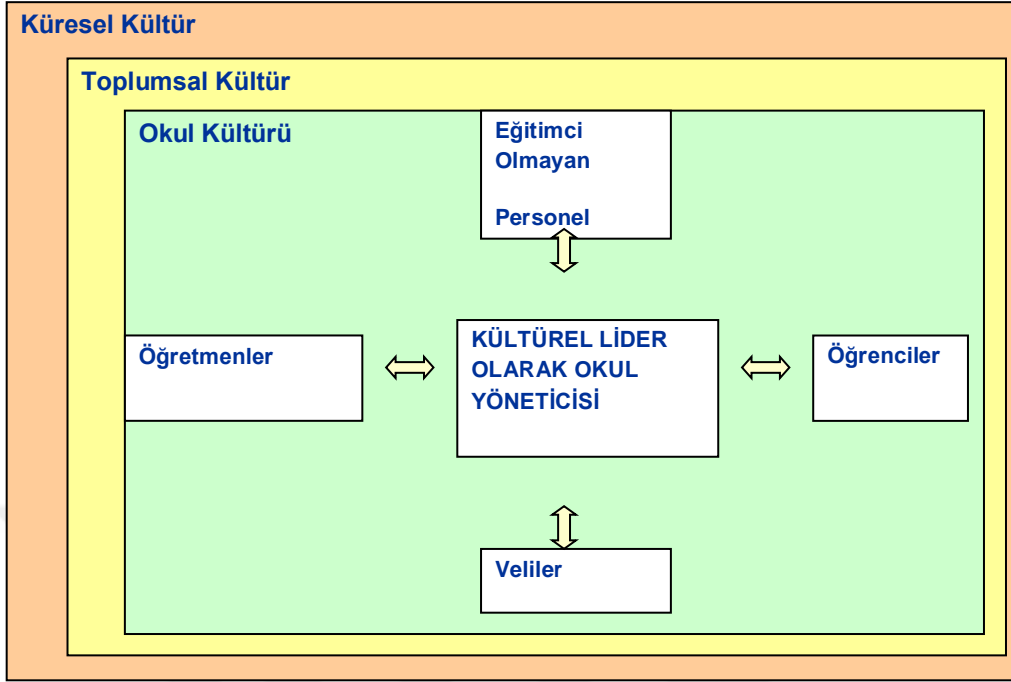 Küresel Kültür
Toplumsal Kültür
Okul Kültürü
Eğitimci
Olmayan
Personel
Öğretmenler
KÜLTÜREL LİDER
OLARAK OKUL
YÖNETİCİSİ
Öğrenciler
Veliler